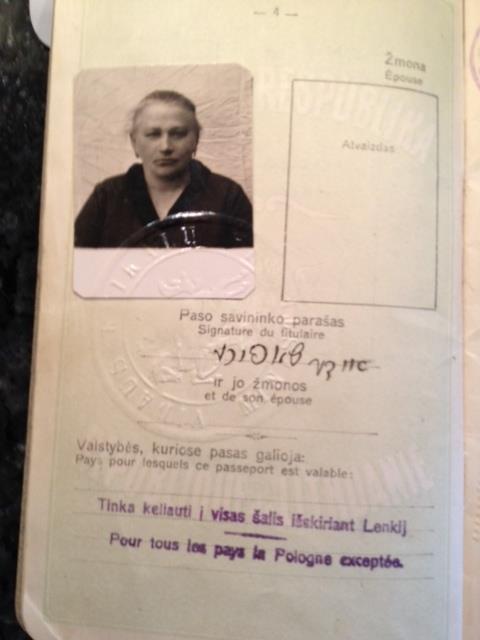 — 4 —
Žmona
Épouse
RESPUBLIKA
Atvaizdas
Paso savininko parašas
Signature du titulaire
ir jo žmonos
et de son épouse
Valstybės, kuriose pasas galioja:
Pays pour lesquels ce passeport est valable:
Tinka keliauti į visas šalis išskiriant Lenkij
Pour tous les pays la Pologne exceptée.